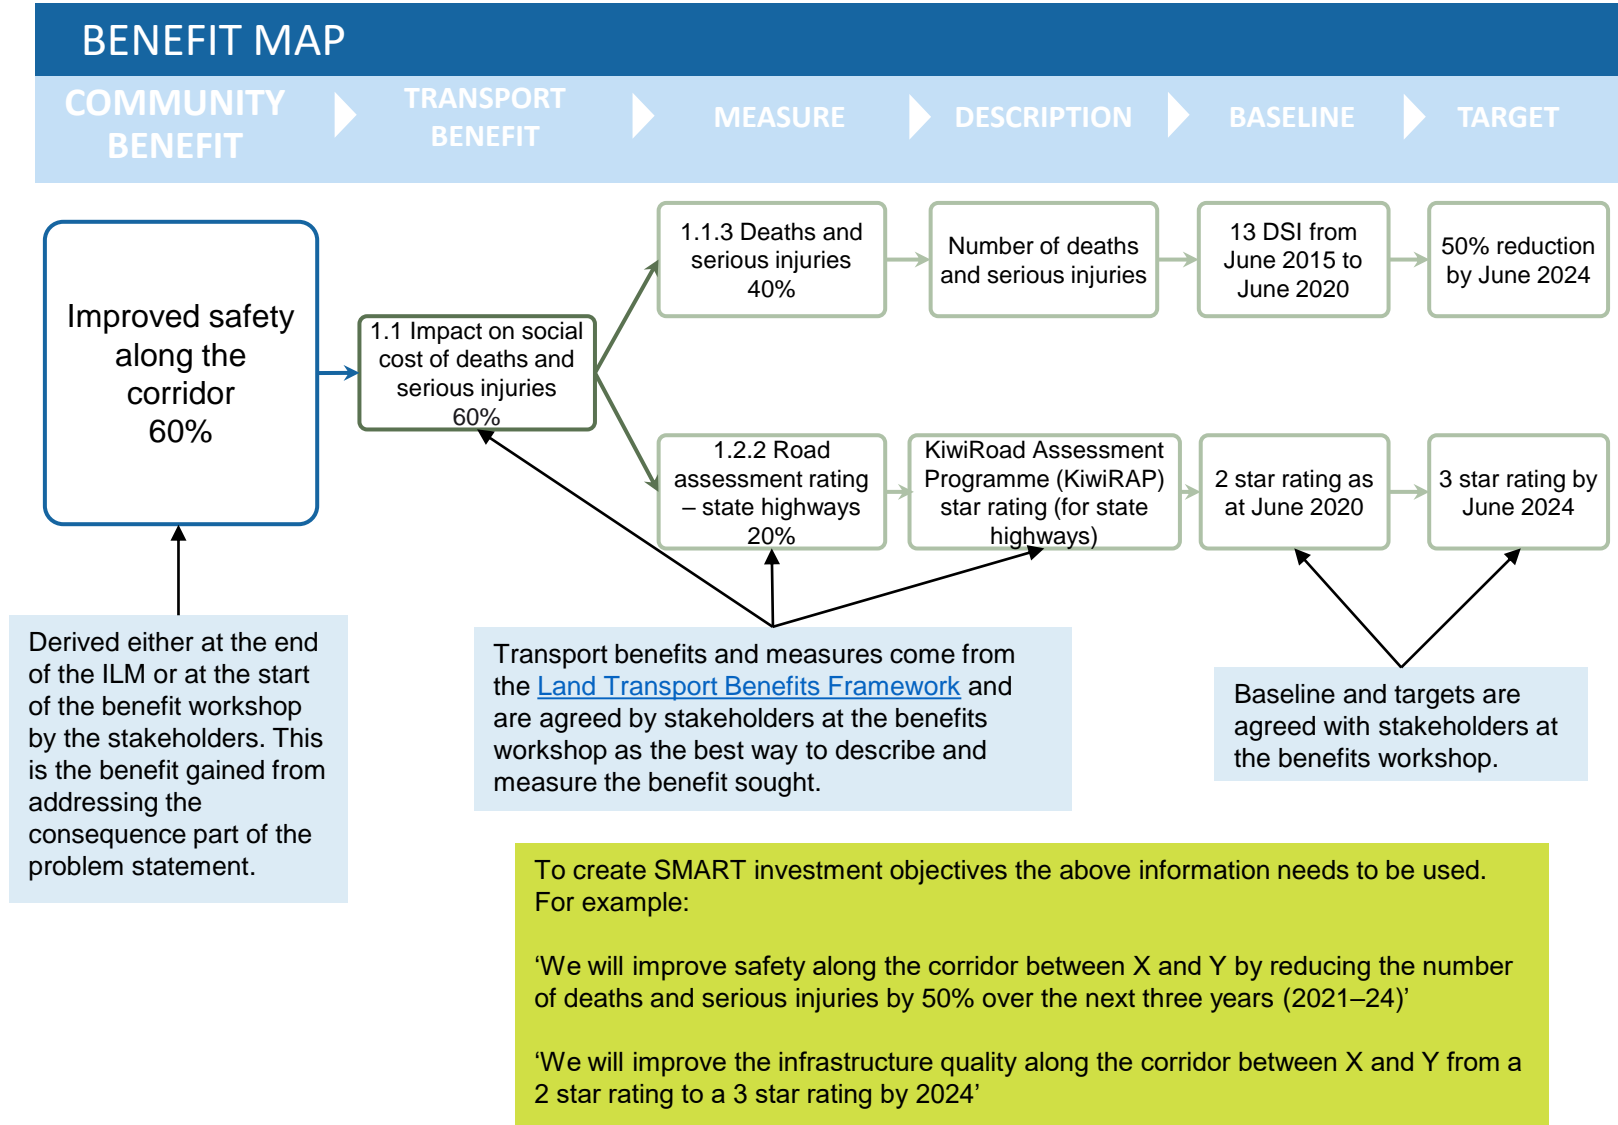 BENEFIT MAP
COMMUNITY
BENEFIT
TRANSPORT
BENEFIT
MEASURE
DESCRIPTION
BASELINE
TARGET
Improved safety
along the
corridor
60%
1.1 Impact on social
cost of deaths and
serious injuries
60%
1.1.3 Deaths and
serious injuries
40%
Number of deaths
and serious injuries
13 DSI from
June 2015 to
June 2020
50% reduction
by June 2024
1.2.2 Road
assessment rating
– state highways
20%
KiwiRoad Assessment
Programme (KiwiRAP)
star rating (for state
highways)
2 star rating as
at June 2020
3 star rating by
June 2024
Derived either at the end
of the ILM or at the start
of the benefit workshop
by the stakeholders. This
is the benefit gained from
addressing the
consequence part of the
problem statement.
Transport benefits and measures come from
the Land Transport Benefits Framework and
are agreed by stakeholders at the benefits
workshop as the best way to describe and
measure the benefit sought.
Baseline and targets are
agreed with stakeholders at
the benefits workshop.
To create SMART investment objectives the above information needs to be used.
For example:
‘We will improve safety along the corridor between X and Y by reducing the number
of deaths and serious injuries by 50% over the next three years (2021–24)’
‘We will improve the infrastructure quality along the corridor between X and Y from a
2 star rating to a 3 star rating by 2024’